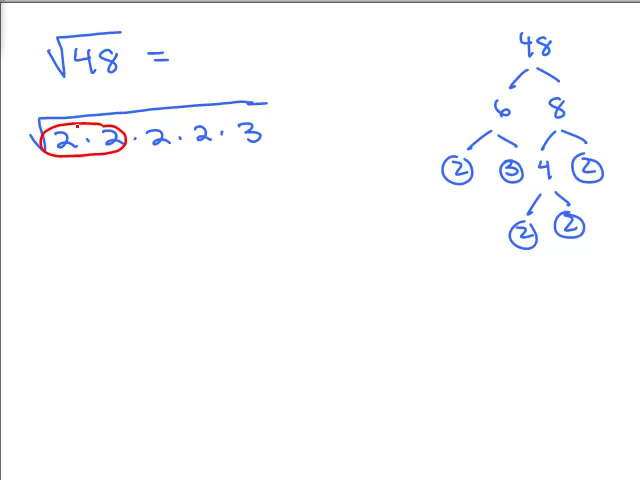 √48 =
√2 · 2 · 2 · 2 · 3
48
6 8
2 3 4 2
2 2